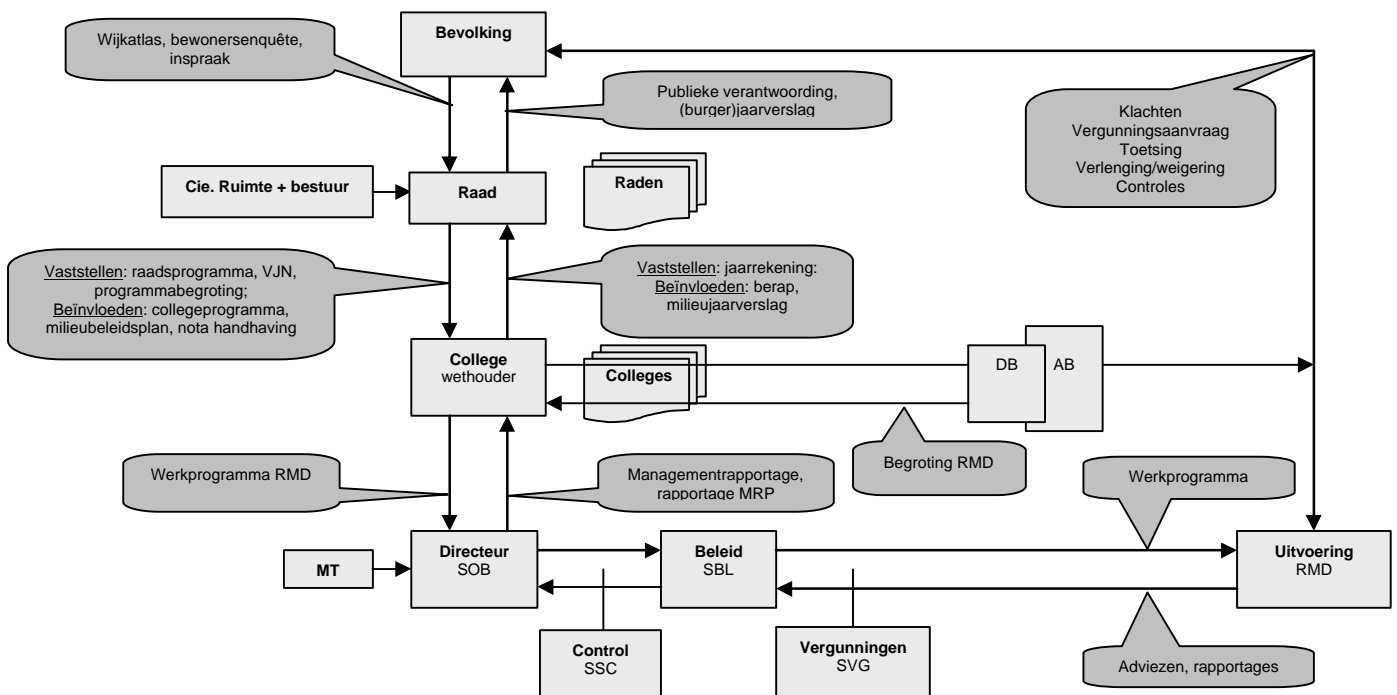 Bevolking
Wijkatlas, bewonersenquête,
inspraak
Publieke verantwoording,
(burger)jaarverslag
Klachten
Vergunningsaanvraag
Toetsing
Verlenging/weigering
Controles
Cie. Ruimte + bestuur
Raad
Raden
Vaststellen: raadsprogramma, VJN,
programmabegroting;
Beïnvloeden: collegeprogramma,
milieubeleidsplan, nota handhaving
Vaststellen: jaarrekening:
Beïnvloeden: berap,
milieujaarverslag
College
wethouder
Colleges
DB
AB
Werkprogramma RMD
Managementrapportage,
rapportage MRP
Begroting RMD
Werkprogramma
MT
Directeur
SOB
Beleid
SBL
Uitvoering
RMD
Control
SSC
Vergunningen
SVG
Adviezen, rapportages